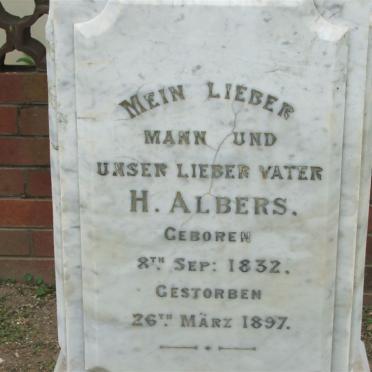 MEIN LIEBER
MANN UND
UNSER LIEBER VATER
H. ALBERS.
GEBOREN
8TH SEP: 1832.
GESTORBEN
26TH MÄRZ 1897.